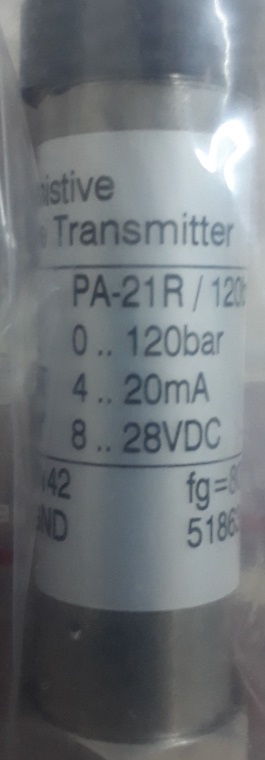 istive
Transmitter
PA-21R / 120
0 .. 120bar
4 .. 20mA
8 .. 28VDC
42 fg=8
ND 5186